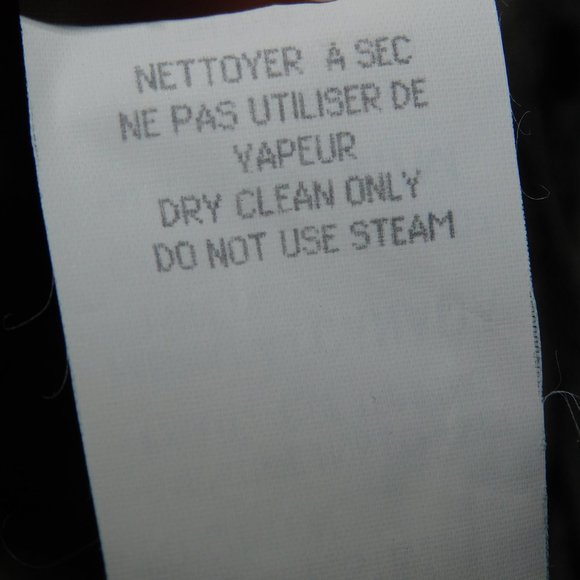 NETTOYER A SEC
NE PAS UTILISER DE
VAPEUR
DRY CLEAN ONLY
DO NOT USE STEAM